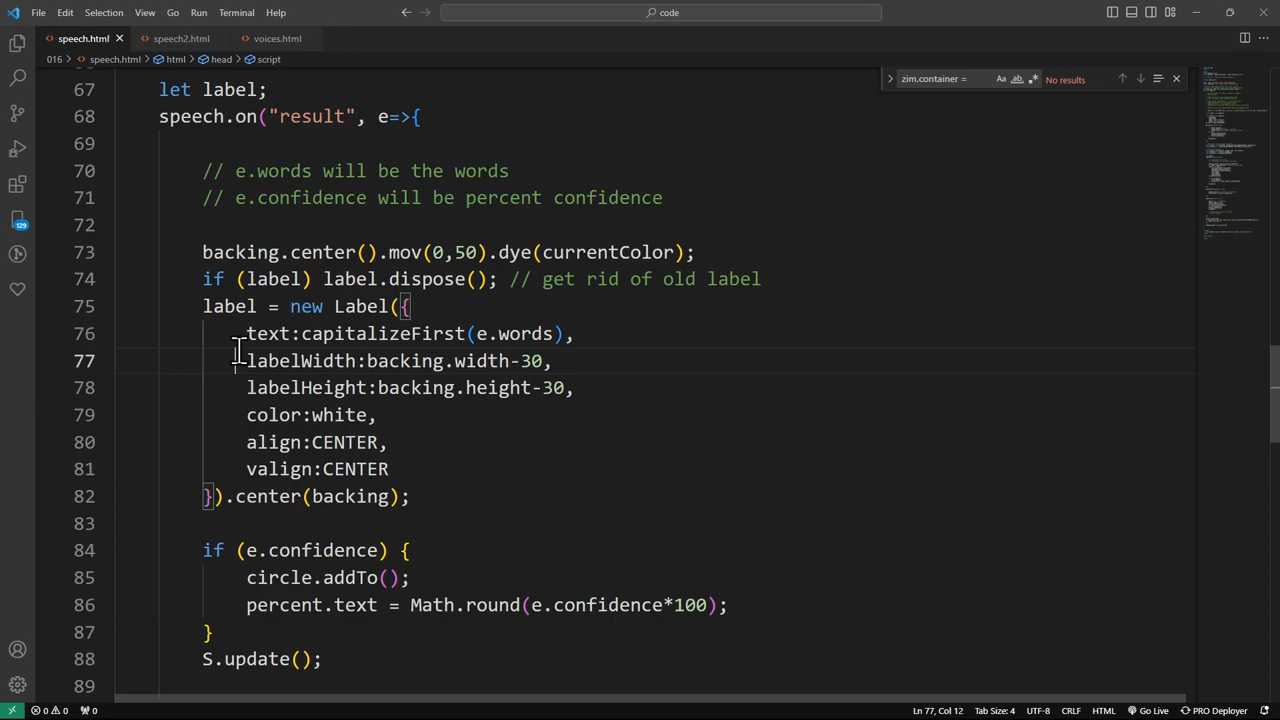 File Edit Selection View Go Run Terminal Help
code
speech.html
speech2.html
voices.html
016 > speech.html > html > head > script
zim.container =
Aa
ab
.*
No results
67 let label;
68 speech.on("result", e=>{
69
70 // e.words will be the words
71 // e.confidence will be percent confidence
72
73 backing.center().mov(0,50).dye(currentColor);
74 if (label) label.dispose(); // get rid of old label
75 label = new Label({
76 text:capitalizeFirst(e.words),
77 labelWidth:backing.width-30,
78 labelHeight:backing.height-30,
79 color:white,
80 align:CENTER,
81 valign:CENTER
82 }).center(backing);
83
84 if (e.confidence) {
85 circle.addTo();
86 percent.text = Math.round(e.confidence*100);
87 }
88 S.update();
89
129
0 0 0
Ln 77, Col 12 Tab Size: 4 UTF-8 CRLF HTML Go Live PRO Deployer